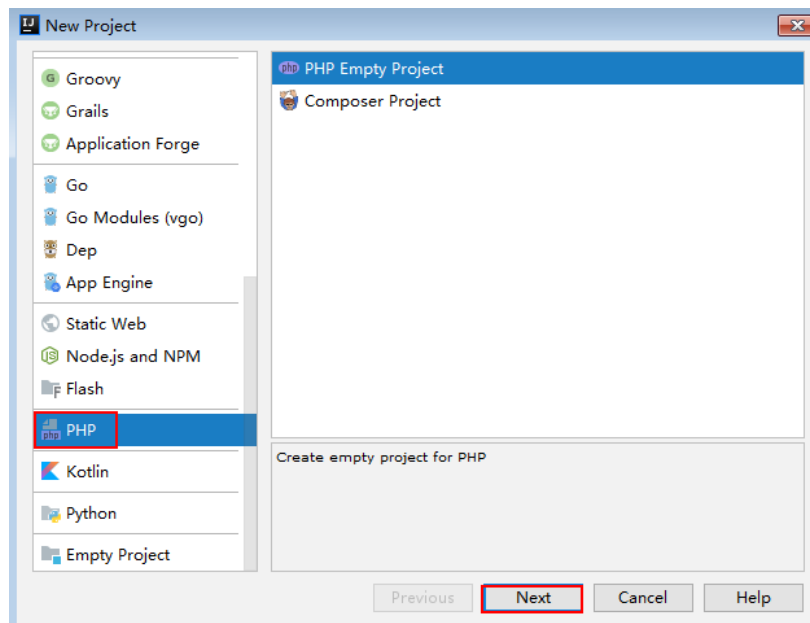 New Project
Groovy
Grails
Application Forge
Go
Go Modules (vgo)
Dep
App Engine
Static Web
Node.js and NPM
Flash
PHP
Kotlin
Python
Empty Project
PHP Empty Project
Composer Project
Create empty project for PHP
Previous
Next
Cancel
Help